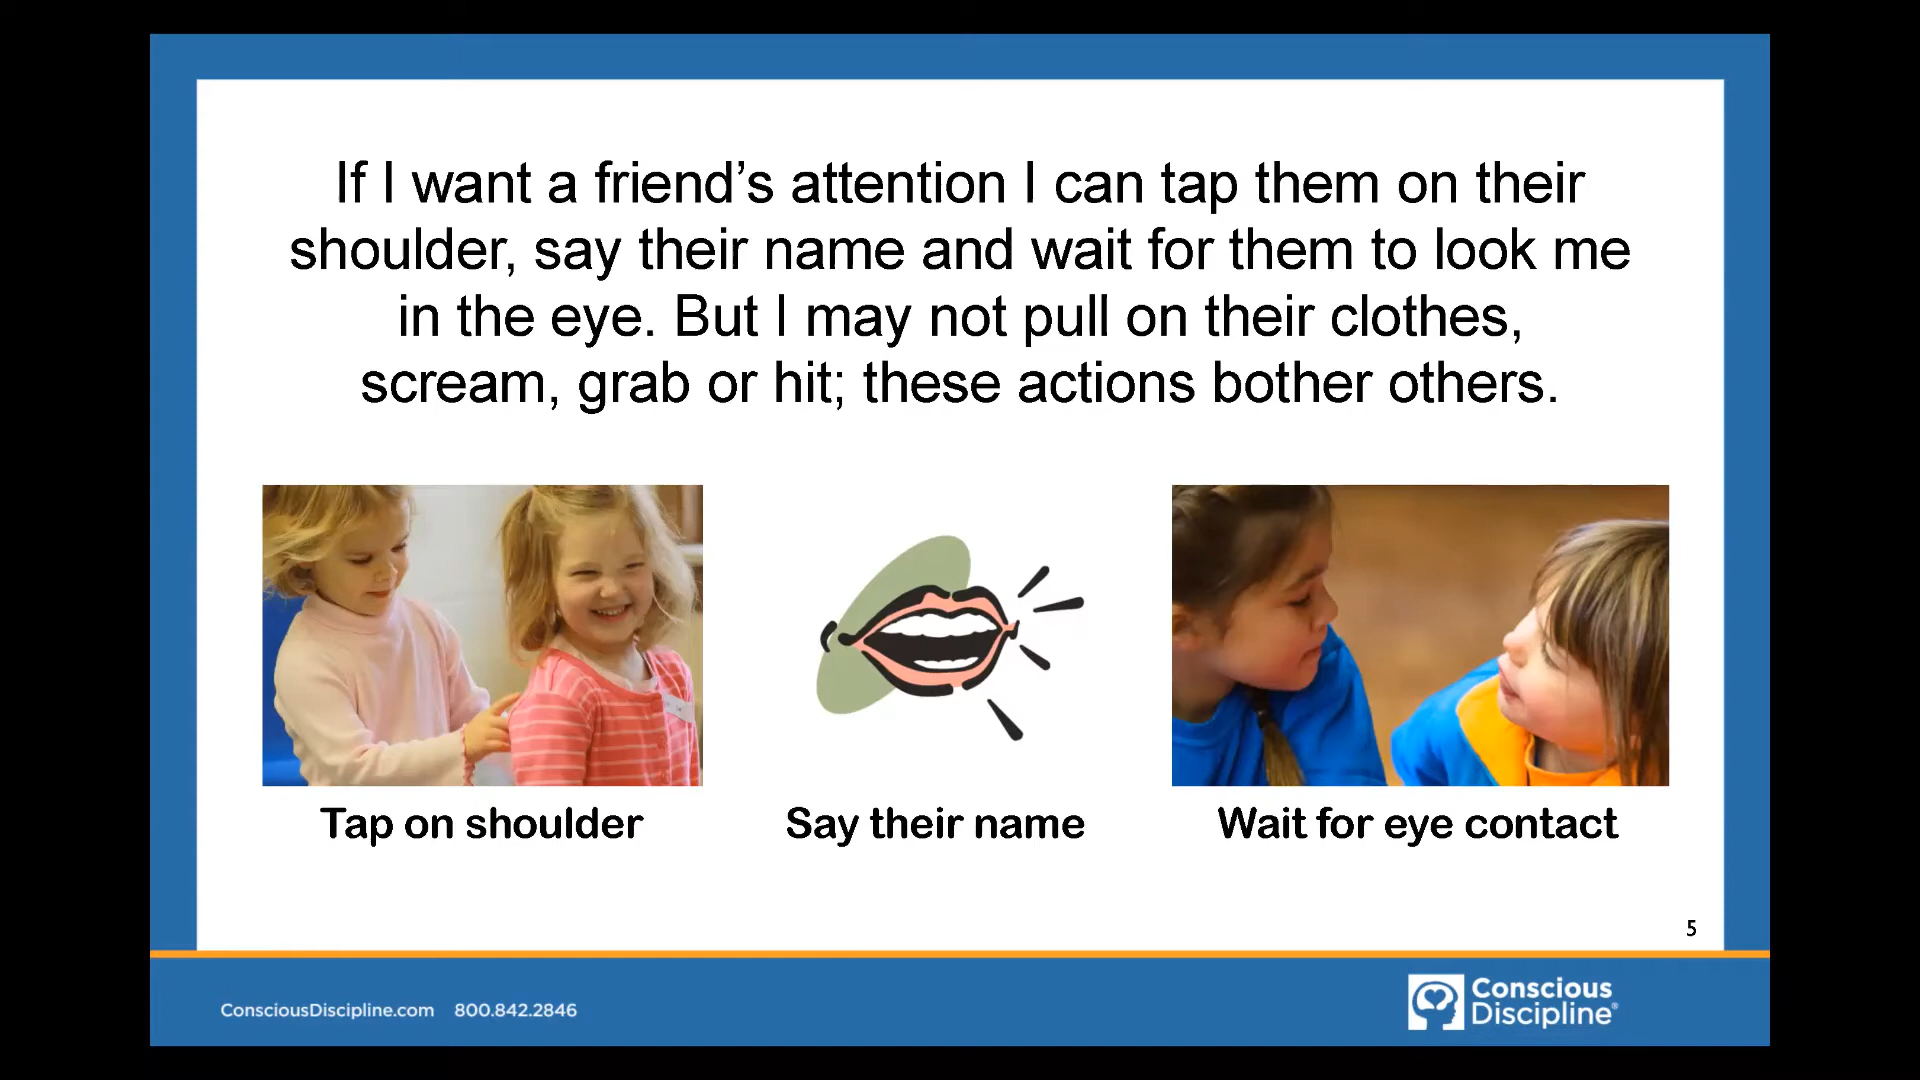 If I want a friend’s attention I can tap them on their
shoulder, say their name and wait for them to look me
in the eye. But I may not pull on their clothes,
scream, grab or hit; these actions bother others.
Tap on shoulder
Say their name
Wait for eye contact
5
ConsciousDiscipline.com 800.842.2846
Conscious
Discipline®